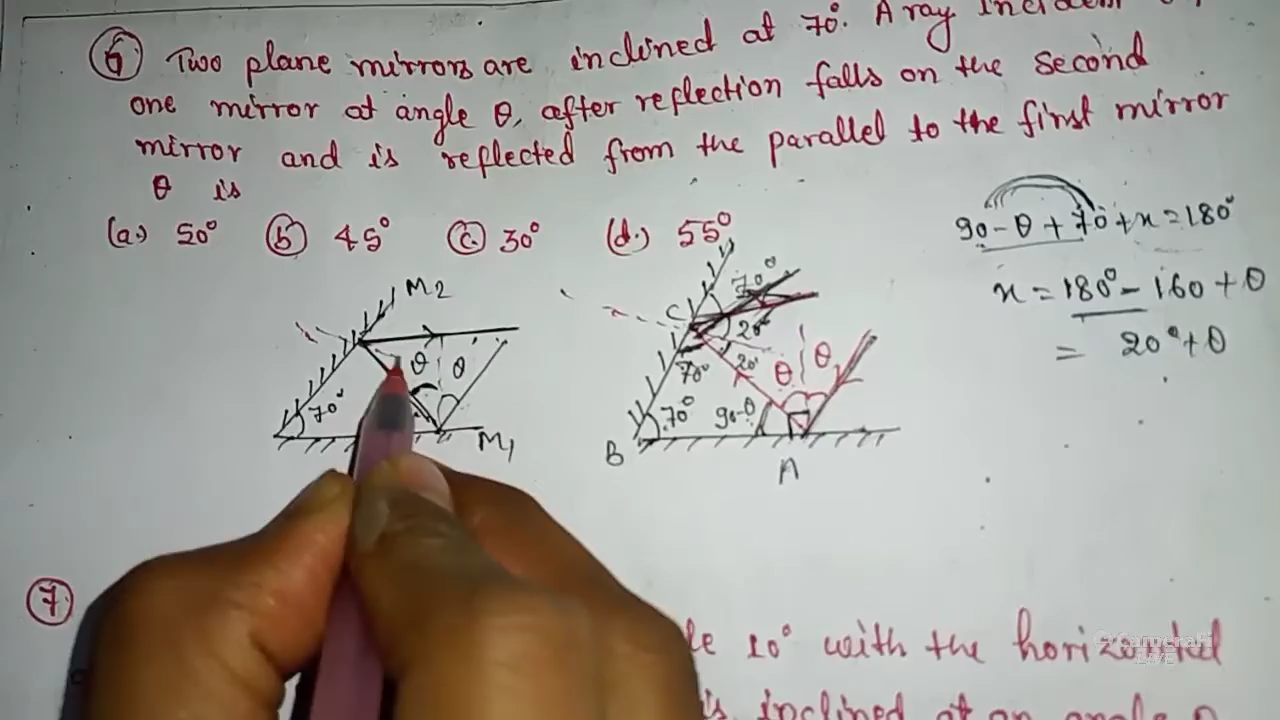 6 Two plane mirrors are inclined at 70°. A ray incident
one mirror at angle θ, after reflection falls on the second
mirror and is reflected from the parallel to the first mirror
θ is
(a.) 50° (b) 45° (c.) 30° (d.) 55°
90-θ+70+x=180°
x=180°-160+θ
= 20°+θ
M2
θ θ
70°
M1
70°
C
20°
70° 20°
θ θ
70° 90-θ
B
A
7
le 10° with the horizontal
is inclined at an angle
CameraFi
LIVE